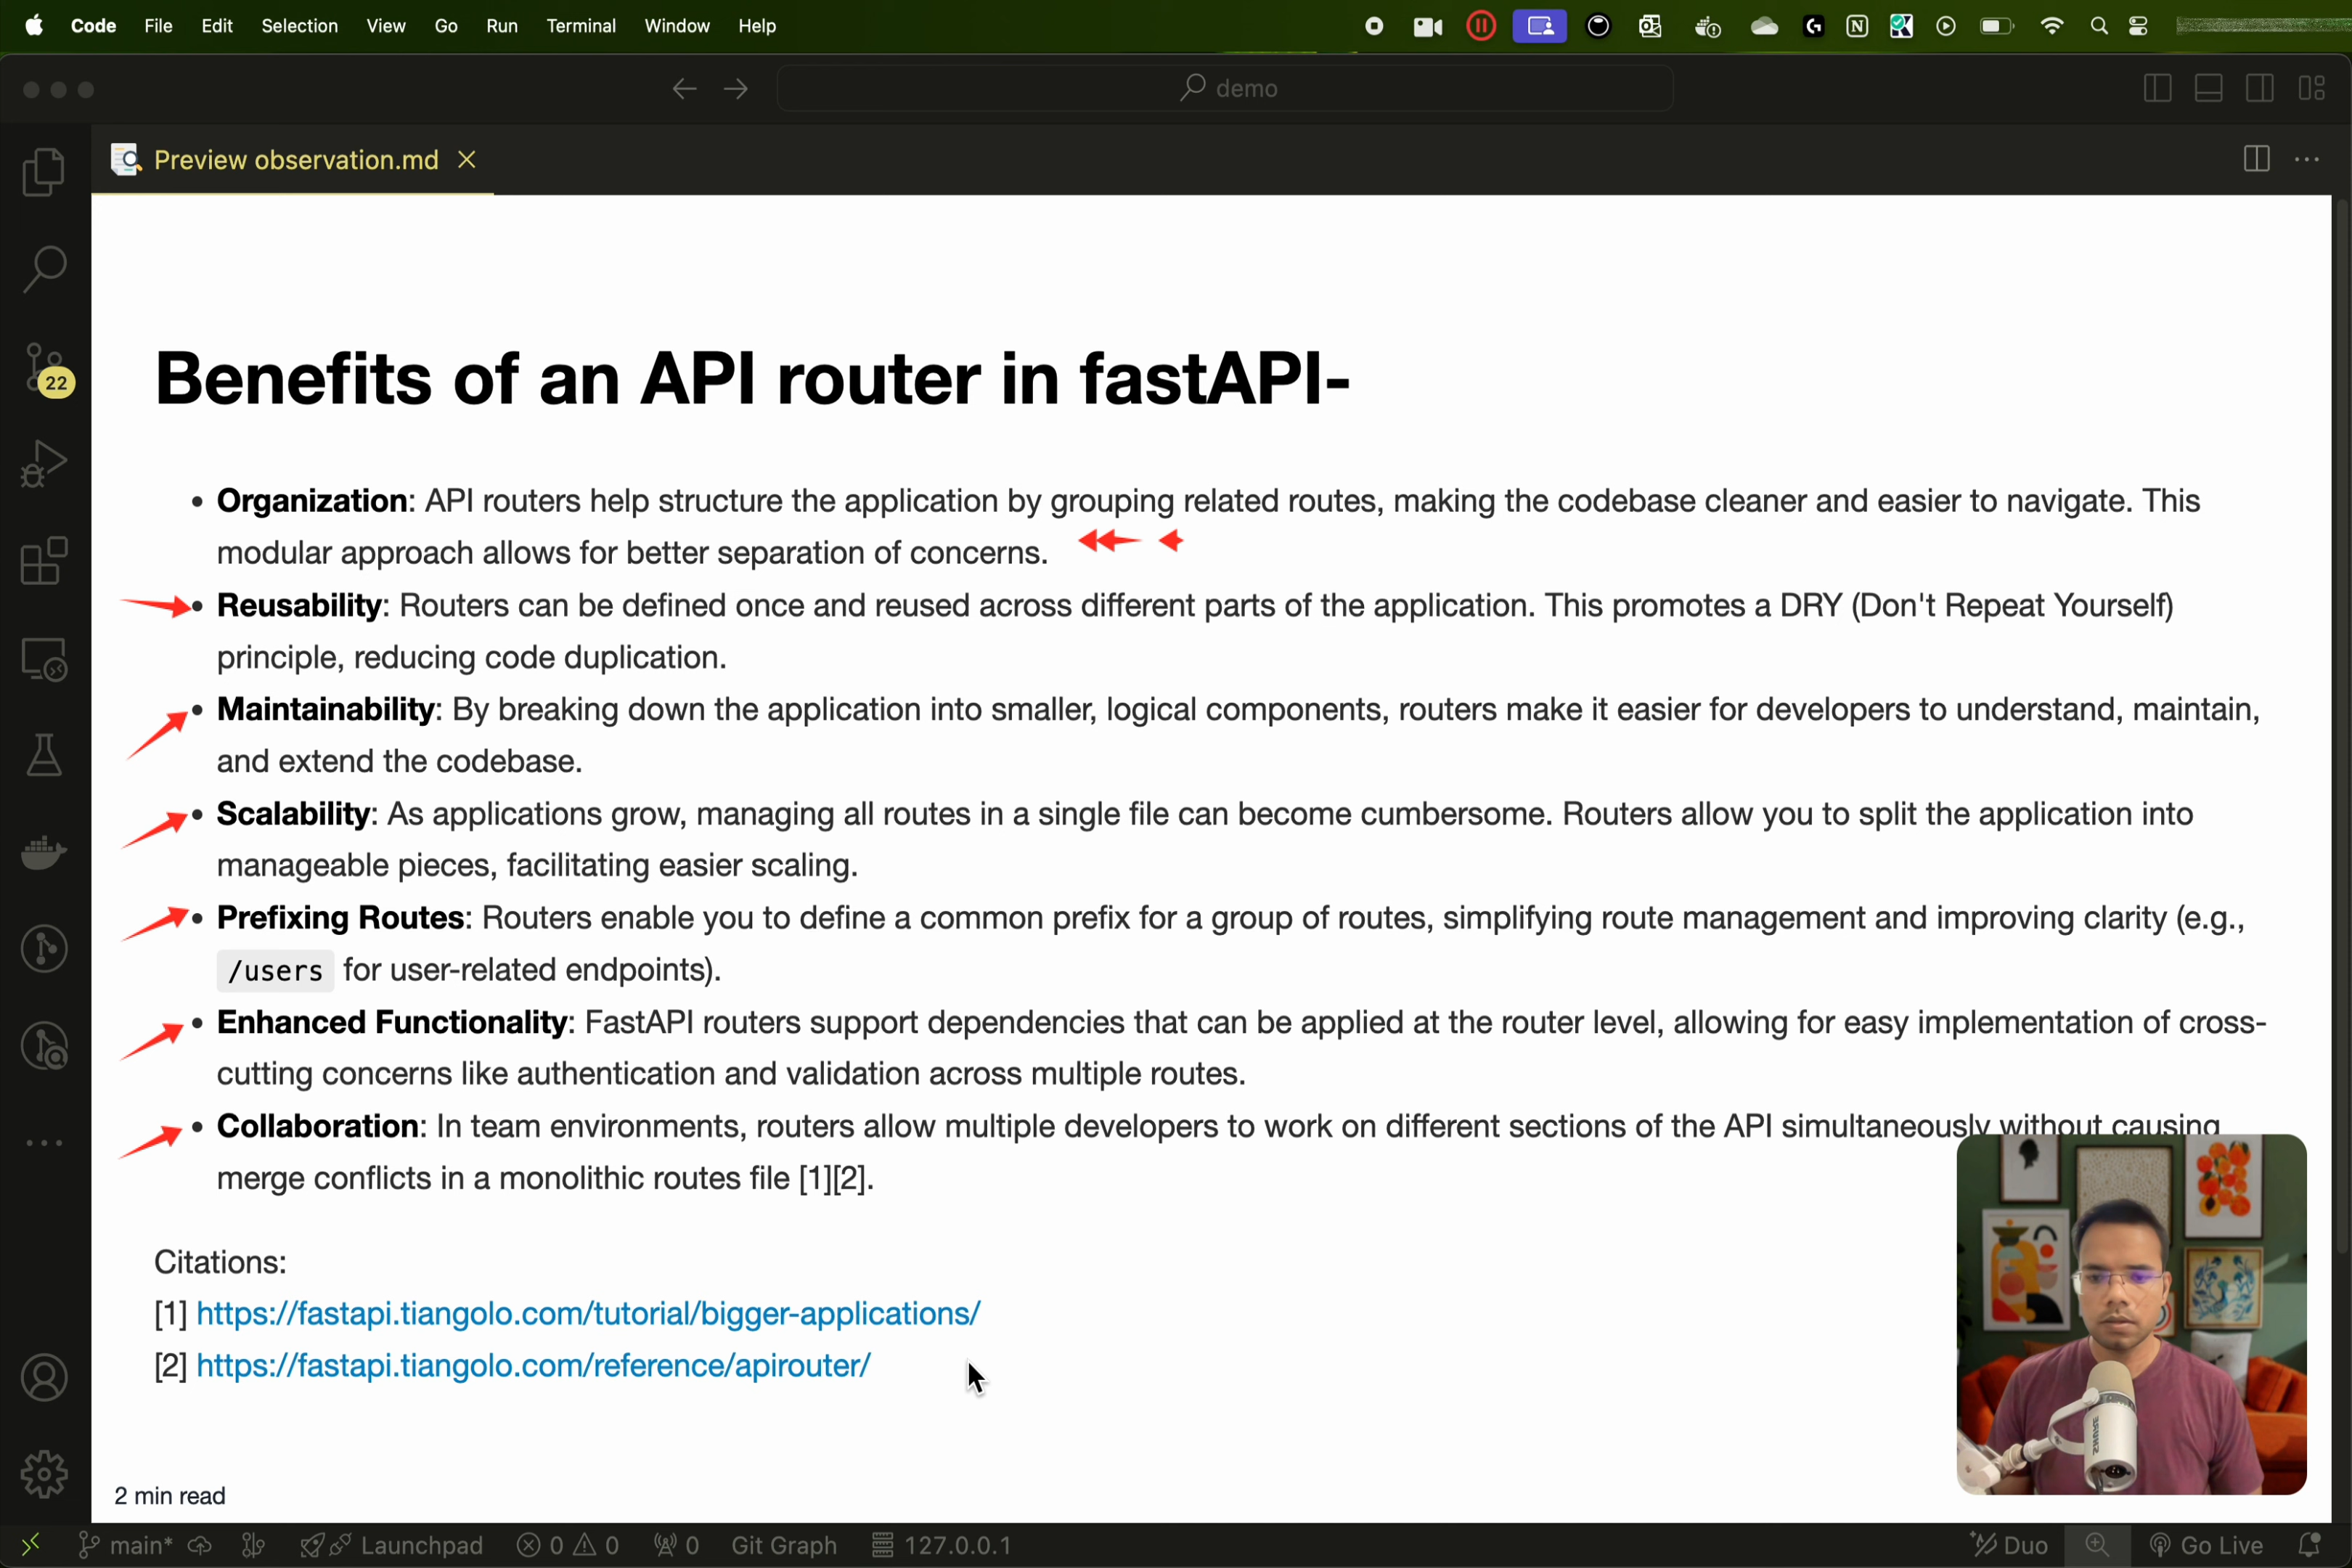 Code File Edit Selection View Go Run Terminal Window Help
demo
Preview observation.md
22
Benefits of an API router in fastAPI-
• Organization: API routers help structure the application by grouping related routes, making the codebase cleaner and easier to navigate. This
modular approach allows for better separation of concerns.
• Reusability: Routers can be defined once and reused across different parts of the application. This promotes a DRY (Don't Repeat Yourself)
principle, reducing code duplication.
• Maintainability: By breaking down the application into smaller, logical components, routers make it easier for developers to understand, maintain,
and extend the codebase.
• Scalability: As applications grow, managing all routes in a single file can become cumbersome. Routers allow you to split the application into
manageable pieces, facilitating easier scaling.
• Prefixing Routes: Routers enable you to define a common prefix for a group of routes, simplifying route management and improving clarity (e.g.,
/users for user-related endpoints).
• Enhanced Functionality: FastAPI routers support dependencies that can be applied at the router level, allowing for easy implementation of cross-
cutting concerns like authentication and validation across multiple routes.
• Collaboration: In team environments, routers allow multiple developers to work on different sections of the API simultaneously without causing
merge conflicts in a monolithic routes file [1][2].
Citations:
[1] https://fastapi.tiangolo.com/tutorial/bigger-applications/
[2] https://fastapi.tiangolo.com/reference/apirouter/
SHURE
2 min read
main* Launchpad 0 0 0 Git Graph 127.0.0.1 Duo Go Live